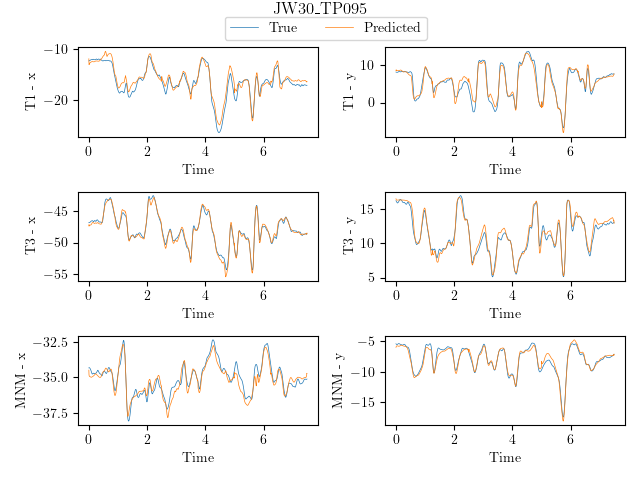 JW30_TP095
True Predicted
−10
−20
T1 - x
0 2 4 6
Time
10
0
T1 - y
0 2 4 6
Time
−45
−50
−55
T3 - x
0 2 4 6
Time
15
10
5
T3 - y
0 2 4 6
Time
−32.5
−35.0
−37.5
MNM - x
0 2 4 6
Time
−5
−10
−15
MNM - y
0 2 4 6
Time